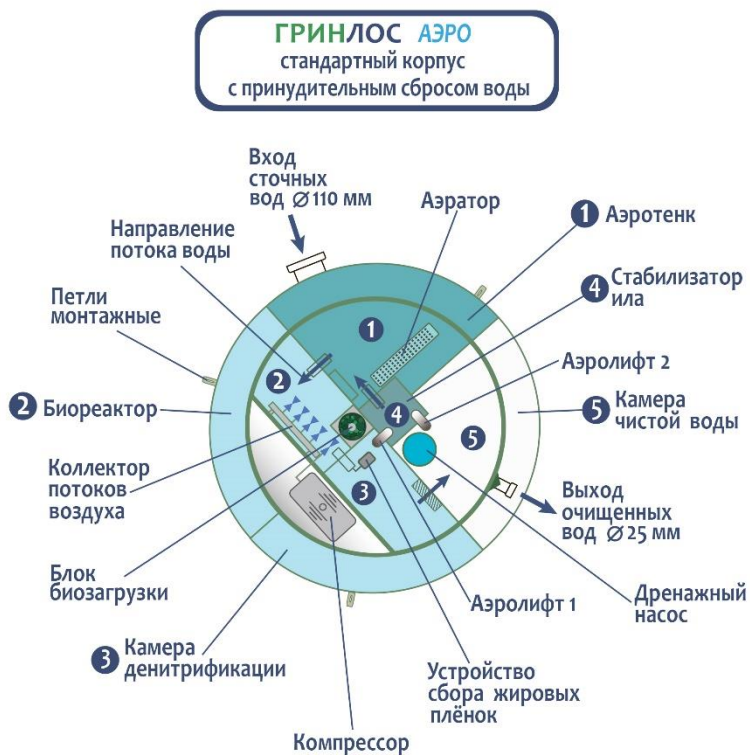 ГРИНЛОС АЭРО
стандартный корпус
с принудительным сбросом воды
Вход
сточных
вод ⌀ 110 мм
Направление
потока воды
Аэратор
1 Аэротенк
4 Стабилизатор
ила
Петли
монтажные
Аэролифт 2
2 Биореактор
5 Камера
чистой воды
Коллектор
потоков
воздуха
1
2
4
5
3
Выход
очищенных
вод ⌀ 25 мм
Блок
биозагрузки
Аэролифт 1
Дренажный
насос
3 Камера
денитрификации
Устройство
сбора жировых
плёнок
Компрессор